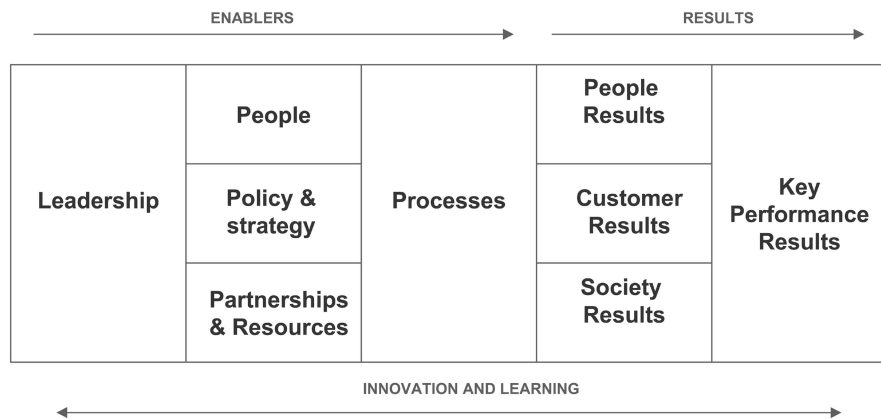 ENABLERS
RESULTS
Leadership
People
Policy &
strategy
Partnerships
& Resources
Processes
People
Results
Customer
Results
Society
Results
Key
Performance
Results
INNOVATION AND LEARNING